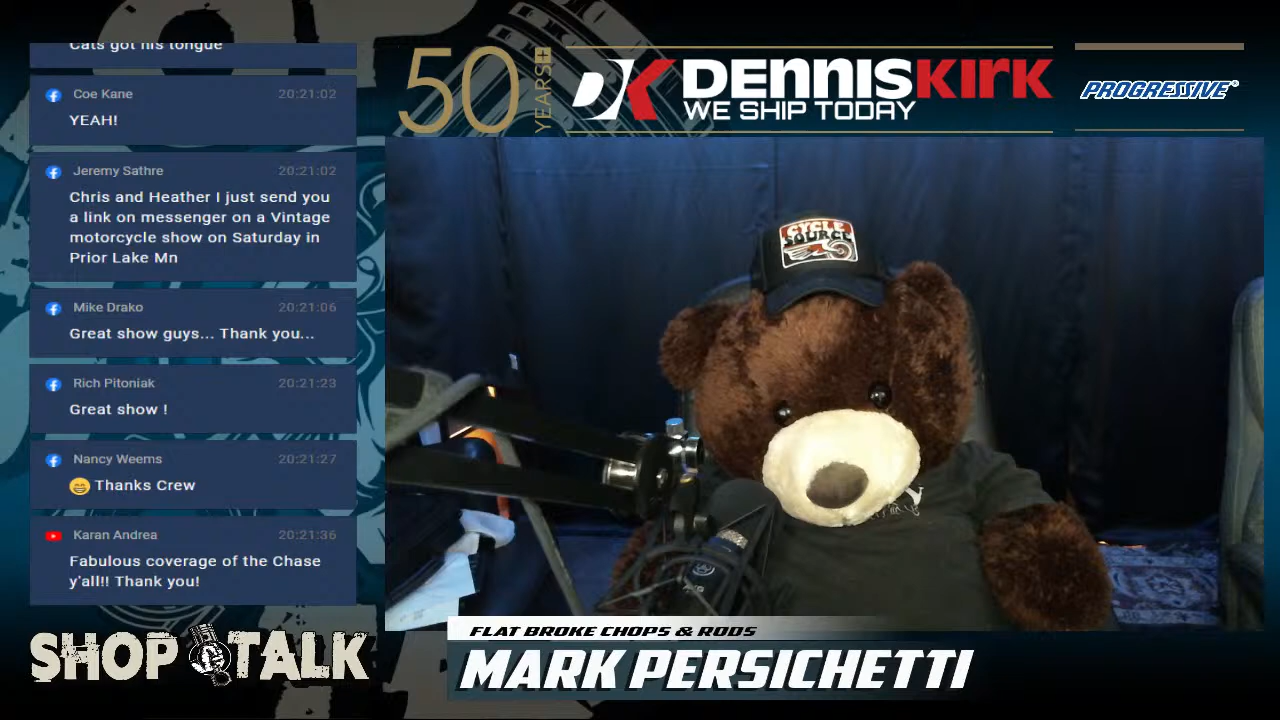 Cats got his tongue
Coe Kane 20:21:02
YEAH!
Jeremy Sathre 20:21:02
Chris and Heather I just send you
a link on messenger on a Vintage
motorcycle show on Saturday in
Prior Lake Mn
Mike Drako 20:21:06
Great show guys... Thank you...
Rich Pitoniak 20:21:23
Great show !
Nancy Weems 20:21:27
😄 Thanks Crew
Karan Andrea 20:21:36
Fabulous coverage of the Chase
y'all!! Thank you!
SHOP TALK
50 YEARS+
DENNIS KIRK
WE SHIP TODAY
PROGRESSIVE®
CYCLE
SOURCE
FLAT BROKE CHOPS & RODS
MARK PERSICHETTI